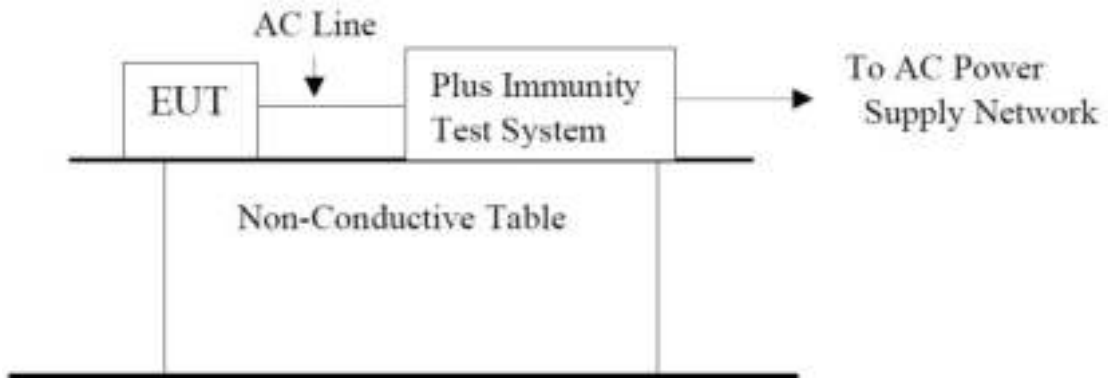 AC Line
EUT
Plus Immunity
Test System
To AC Power
Supply Network
Non-Conductive Table